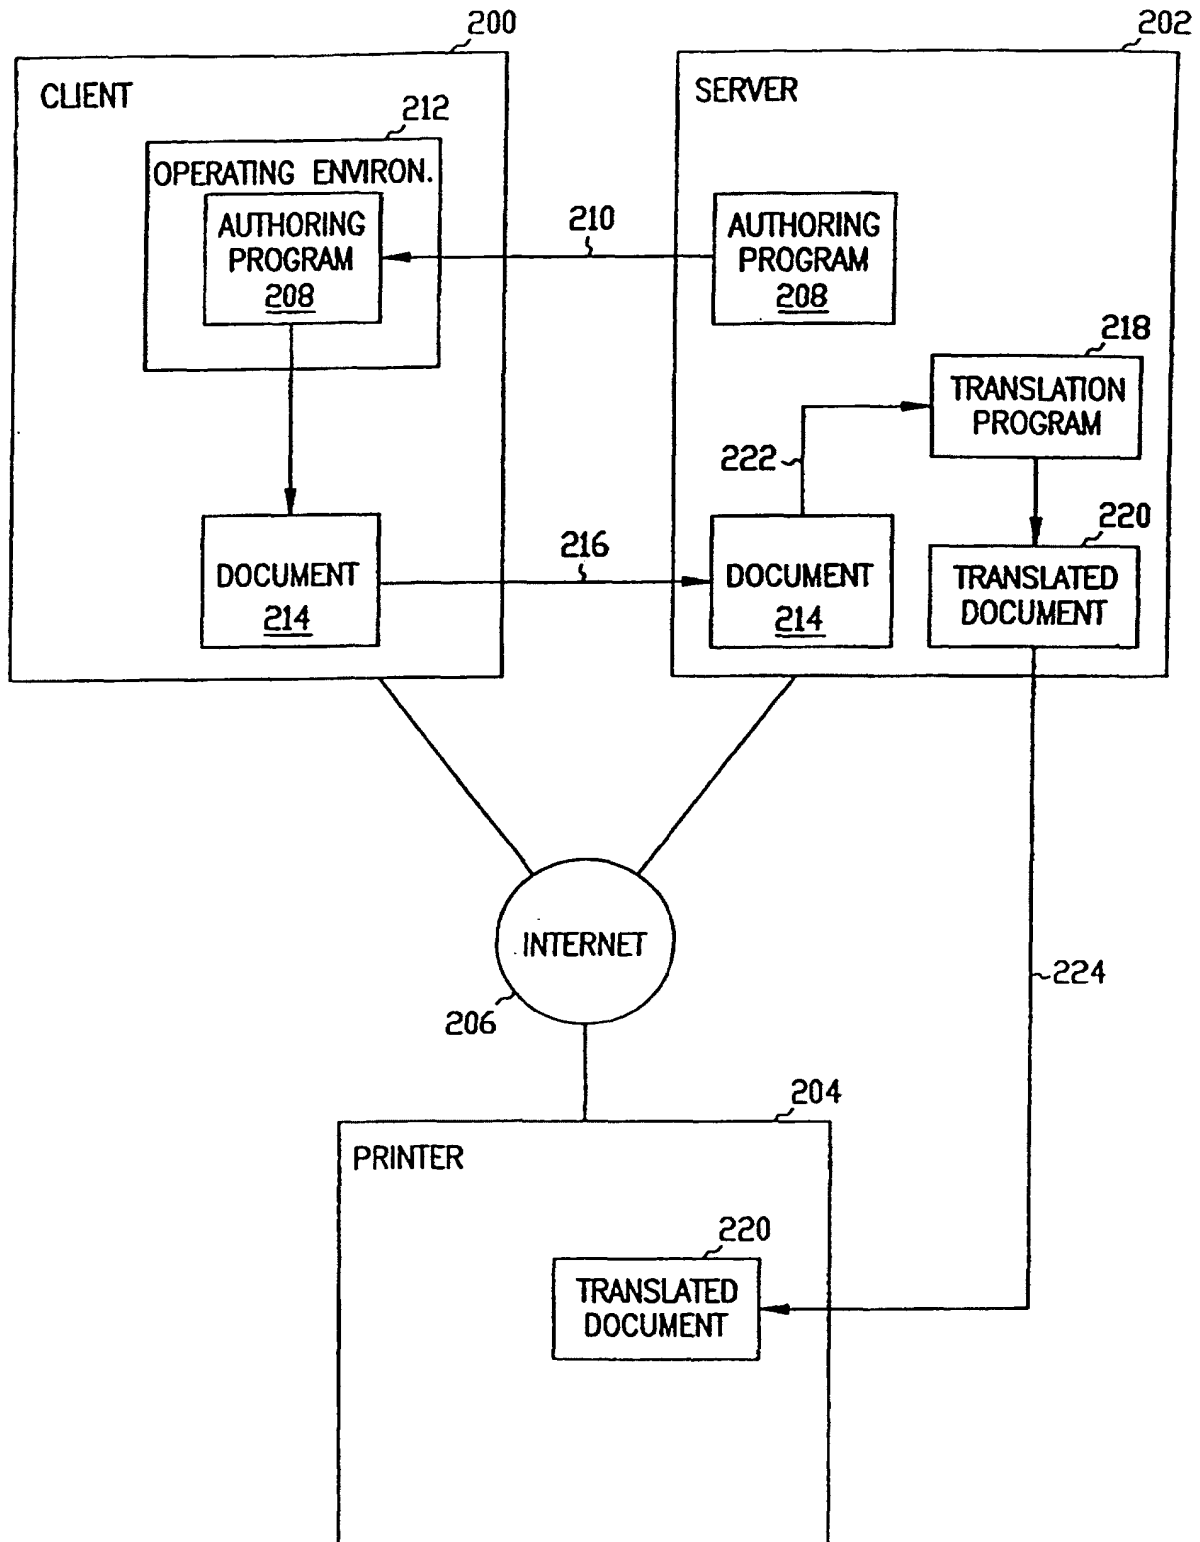 200
202
CLIENT
SERVER
212
OPERATING ENVIRON.
AUTHORING
PROGRAM
208
210
AUTHORING
PROGRAM
208
218
TRANSLATION
PROGRAM
222
220
216
DOCUMENT
214
DOCUMENT
214
TRANSLATED
DOCUMENT
INTERNET
206
224
204
PRINTER
220
TRANSLATED
DOCUMENT